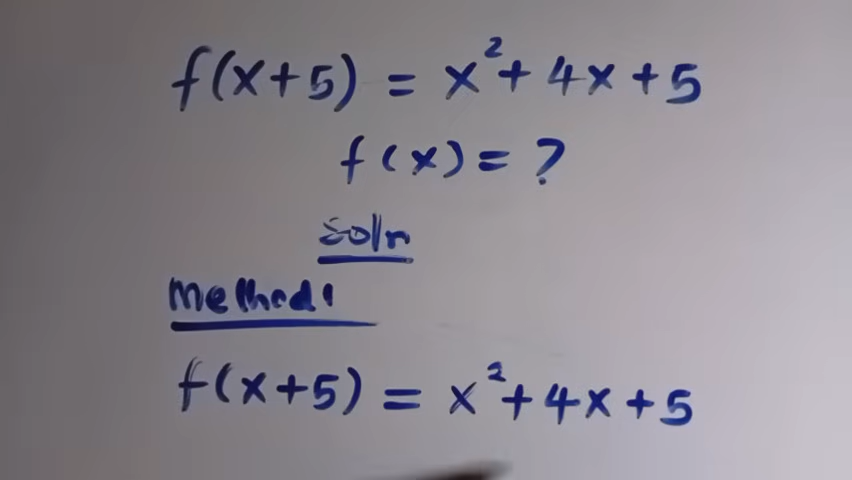 f(x+5) = x²+ 4x +5
f(x) = ?
Soln
Method1
f(x+5) = x²+4x +5